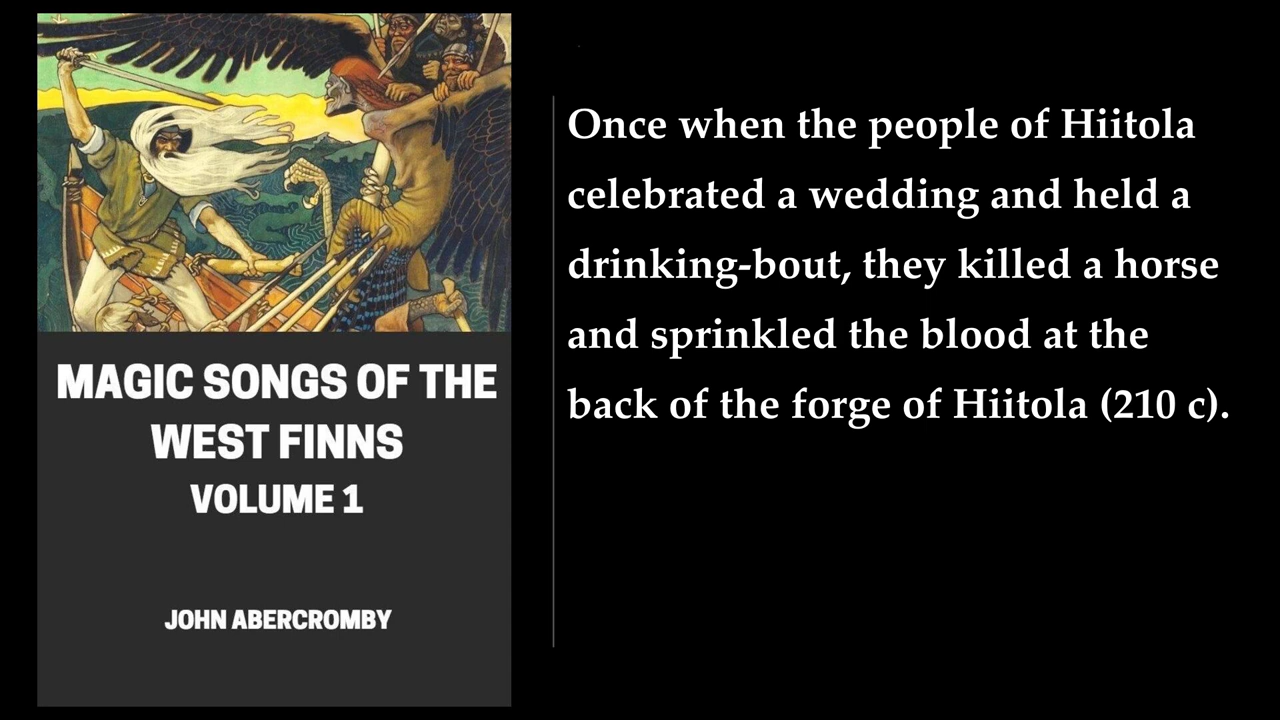 MAGIC SONGS OF THE
WEST FINNS
VOLUME 1
JOHN ABERCROMBY
Once when the people of Hiitola
celebrated a wedding and held a
drinking-bout, they killed a horse
and sprinkled the blood at the
back of the forge of Hiitola (210 c).